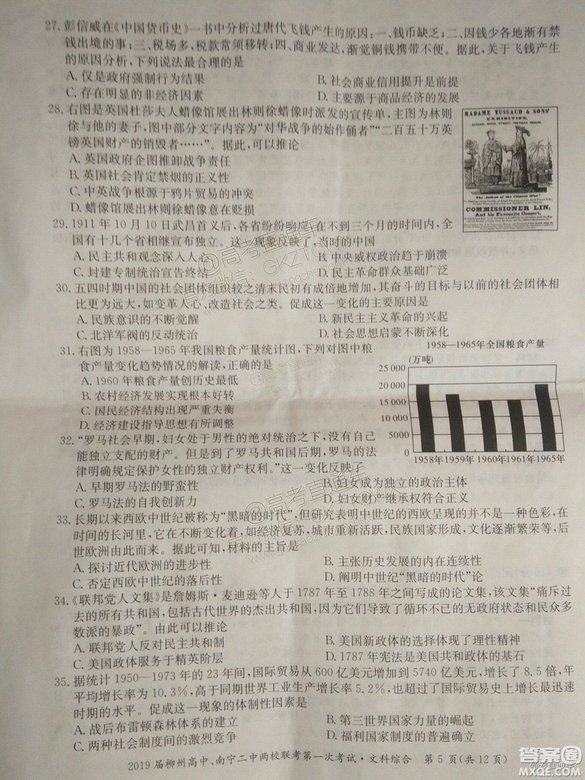 27. 彭信威在《中国货币史》一书中分析过唐代飞钱产生的原因:一、钱币缺乏;二、因钱少各地渐有禁
钱出境的事;三、税场多,税款常须移转;四、商业发达,渐觉铜钱携带不便。据此,关于飞钱产生
的原因分析,下列说法最合理的是
A. 仅是政府强制行为结果 B. 社会商业信用提升是前提
C. 存在明显的非经济因素 D. 主要源于商品经济的发展
28. 右图是英国杜莎夫人蜡像馆展出林则徐蜡像时派发的宣传单,主图为林则
徐与他的妻子,图中部分文字内容为“对华战争的始作俑者”“二百五十万英
镑英国财产的销毁者……”。据此,可以推论
A. 英国政府企图推卸战争责任
B. 英国社会肯定禁烟的正义性
C. 中英战争根源于鸦片贸易的冲突
D. 蜡像馆展出林则徐蜡像意在贬损
MADAME TUSSAUD & SONS'
EXHIBITION,
COMMISSIONER LIN,
And his Favourite Consort,
29. 1911 年 10 月 10 日武昌首义后,各省纷纷响应,在不到三个月的时间内,全
国有十几个省相继宣布独立。这一现象反映了,当时的中国
A. 民主共和观念深入人心 B. 中央威权政治趋于崩溃
C. 封建专制统治宣告终结 D. 民主革命群众基础广泛
30. 五四时期中国的社会团体组织较之清末民初有成倍增加,其奋斗的目标与以前的社会团体相
比更为远大,如变革人心、改造社会之类。促成这一变化的主要原因是
A. 民族意识的不断觉醒 B. 新民主主义革命的兴起
C. 北洋军阀的反动统治 D. 社会思想启蒙不断深化
31. 右图为 1958—1965 年我国粮食产量统计图,下列对图中粮
食产量变化趋势情况的解读,正确的是
A. 1960 年粮食产量创历史最低
B. 农村经济发展实现根本好转
C. 国民经济结构出现严重失衡
D. 经济建设指导思想有所调整
1958—1965年全国粮食产量
(万吨)
25 000
20 000
15 000
10 000
5 000
0
1958年 1959年 1960年 1961年 1965年
32. “罗马社会早期,妇女处于男性的绝对统治之下,没有自己
能独立支配的财产。但是到了罗马共和国后期,罗马的法
律明确规定保护女性的独立财产权利。”这一变化反映了
A. 早期罗马法的野蛮性 B. 妇女成为独立的政治主体
C. 罗马法的自我创新力 D. 妇女财产继承权符合正义
33. 长期以来西欧中世纪被称为“黑暗的时代”,但研究表明中世纪的西欧呈现的并不是一种色彩,在
时间的长河里,它在不断变化着,如经济复苏,城市重新活跃,民族国家形成,文化逐渐繁荣等,后
世欧洲由此而来。据此可知,材料的主旨是
A. 探讨近代欧洲的进步性 B. 主张历史发展的内在连续性
C. 否定西欧中世纪的落后性 D. 阐明中世纪“黑暗的时代”论
34. 《联邦党人文集》是詹姆斯·麦迪逊等人于 1787 年至 1788 年之间写成的论文集,该文集“痛斥过
去的所有共和国,包括古代世界的杰出共和国,因为它们导致了循环不已的无政府状态和民众多
数派的暴政”。由此可以推论
A. 联邦党人反对民主共和制 B. 美国新政体的选择体现了理性精神
C. 美国政体服务于精英阶层 D. 1787 年宪法是美国共和政体的基石
35. 据统计 1950—1973 年的 23 年间,国际贸易从 600 亿美元增加到 5740 亿美元,增长了 8.5 倍,年
平均增长率为 10.3%,高于同期世界工业生产增长率 5.2%,也超过了国际贸易史上增长最迅速
时期的增长率。促成这一现象的体制性因素是
A. 战后布雷顿森林体系的建立 B. 第三世界国家力量的崛起
C. 两极格局间的激烈竞争 D. 资本主义世界市场的建立
2019 届柳州高中、南宁二中两校联考第一次考试·文科综合 第 5 页(共 12 页)
@高考直通车
答案圈
MXQE.COM